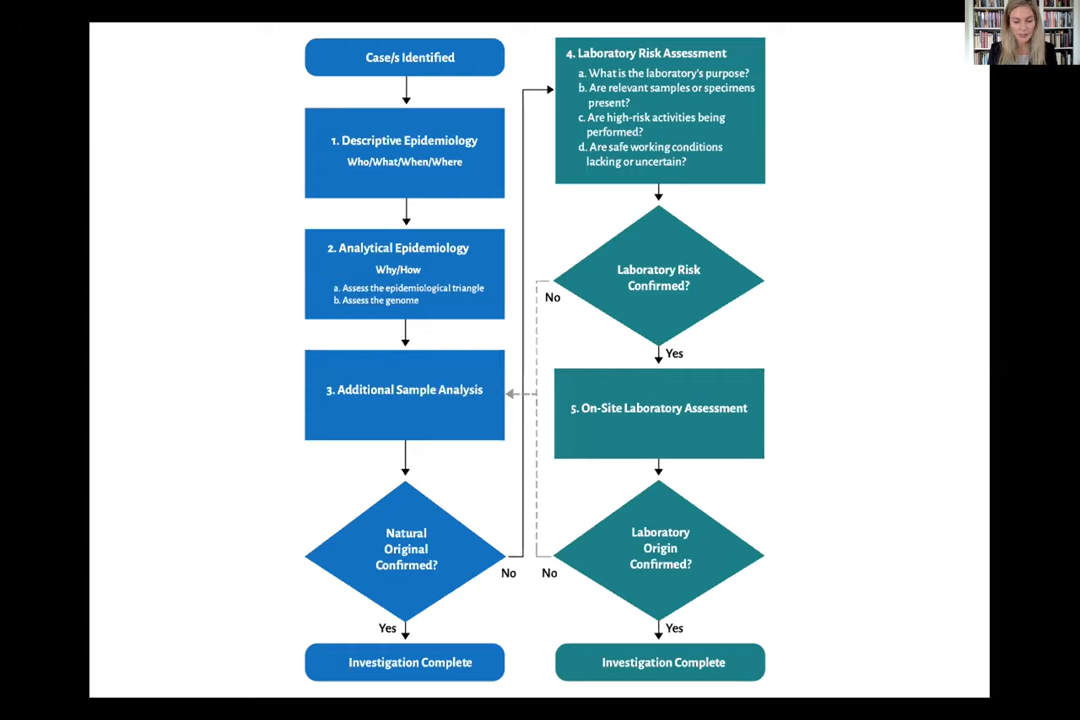 Case/s Identified
1. Descriptive Epidemiology
Who/What/When/Where
2. Analytical Epidemiology
Why/How
a. Assess the epidemiological triangle
b. Assess the genome
3. Additional Sample Analysis
Natural
Original
Confirmed?
No
Yes
Investigation Complete
4. Laboratory Risk Assessment
a. What is the laboratory's purpose?
b. Are relevant samples or specimens
present?
c. Are high-risk activities being
performed?
d. Are safe working conditions
lacking or uncertain?
Laboratory Risk
Confirmed?
No
Yes
5. On-Site Laboratory Assessment
Laboratory
Origin
Confirmed?
No
Yes
Investigation Complete